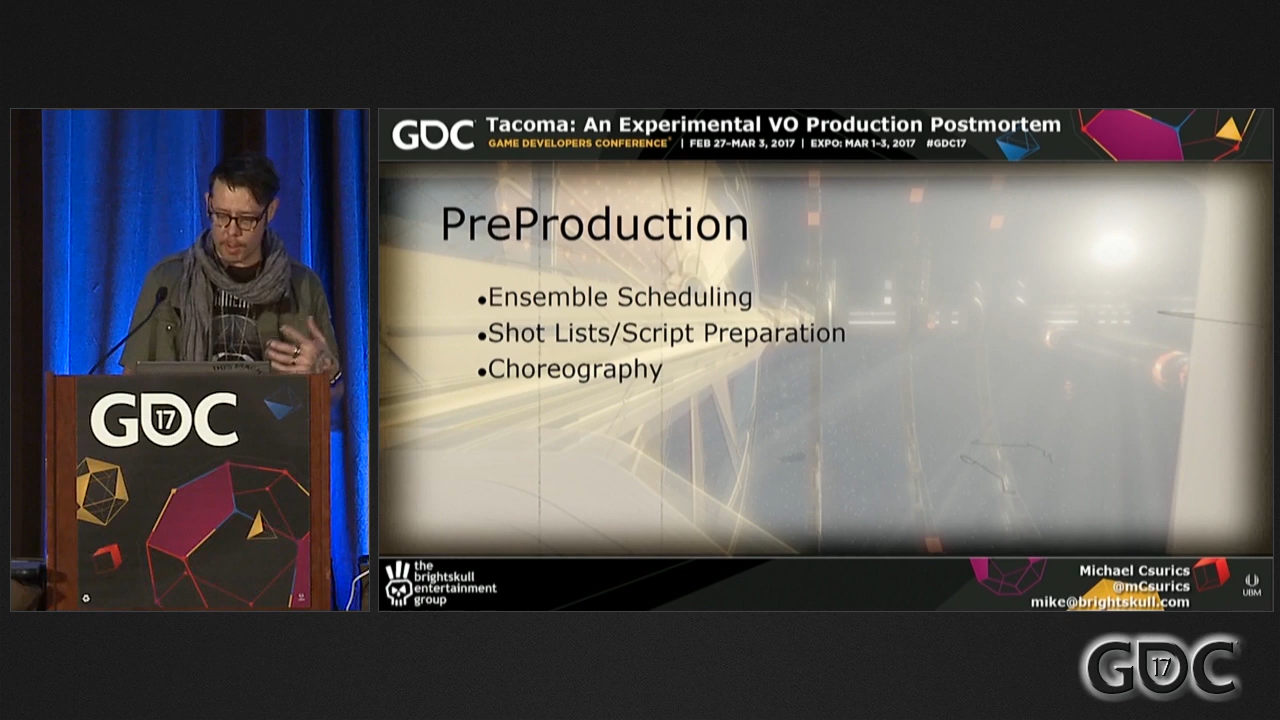 GDC
Tacoma: An Experimental VO Production Postmortem
GAME DEVELOPERS CONFERENCE® | FEB 27–MAR 3, 2017 | EXPO: MAR 1–3, 2017 #GDC17
PreProduction
•Ensemble Scheduling
•Shot Lists/Script Preparation
•Choreography
GDC
17
the
brightskull
entertainment
group
Michael Csurics
@mCsurics
mike@brightskull.com
UBM
GDC
17